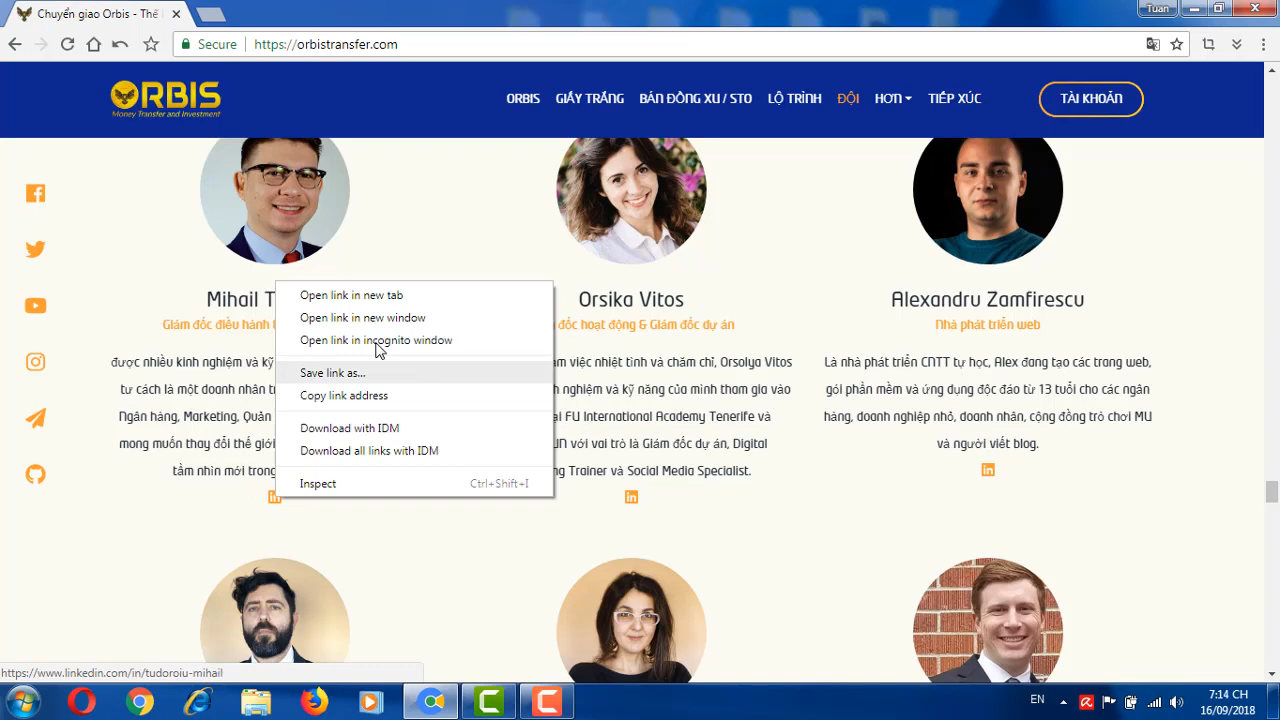 Chuyển giao Orbis - Thế
Tuan
Secure
https://orbistransfer.com
ORBIS
Money Transfer and Investment
ORBIS
GIẤY TRẮNG
BÁN ĐỒNG XU / STO
LỘ TRÌNH
ĐỘI
HƠN
TIẾP XÚC
TÀI KHOẢN
Mihail T
Giám đốc điều hành
được nhiều kinh nghiệm và kỹ
tư cách là một doanh nhân tr
Ngân hàng, Marketing, Quản
mong muốn thay đổi thế giới
tầm nhìn mới trong
in
Open link in new tab
Open link in new window
Open link in incognito window
Save link as...
Copy link address
Download with IDM
Download all links with IDM
Inspect
Ctrl+Shift+I
Orsika Vitos
đốc hoạt động & Giám đốc dự án
àm việc nhiệt tình và chăm chỉ, Orsolya Vitos
nh nghiệm và kỹ năng của mình tham gia vào
ại FU International Academy Tenerife và
UN với vai trò là Giám đốc dự án, Digital
ng Trainer và Social Media Specialist.
in
Alexandru Zamfirescu
Nhà phát triển web
Là nhà phát triển CNTT tự học, Alex đang tạo các trang web,
gói phần mềm và ứng dụng độc đáo từ 13 tuổi cho các ngân
hàng, doanh nghiệp nhỏ, doanh nhân, cộng đồng trò chơi MU
và người viết blog.
in
https://www.linkedin.com/in/tudoroiu-mihail
EN
7:14 CH
16/09/2018